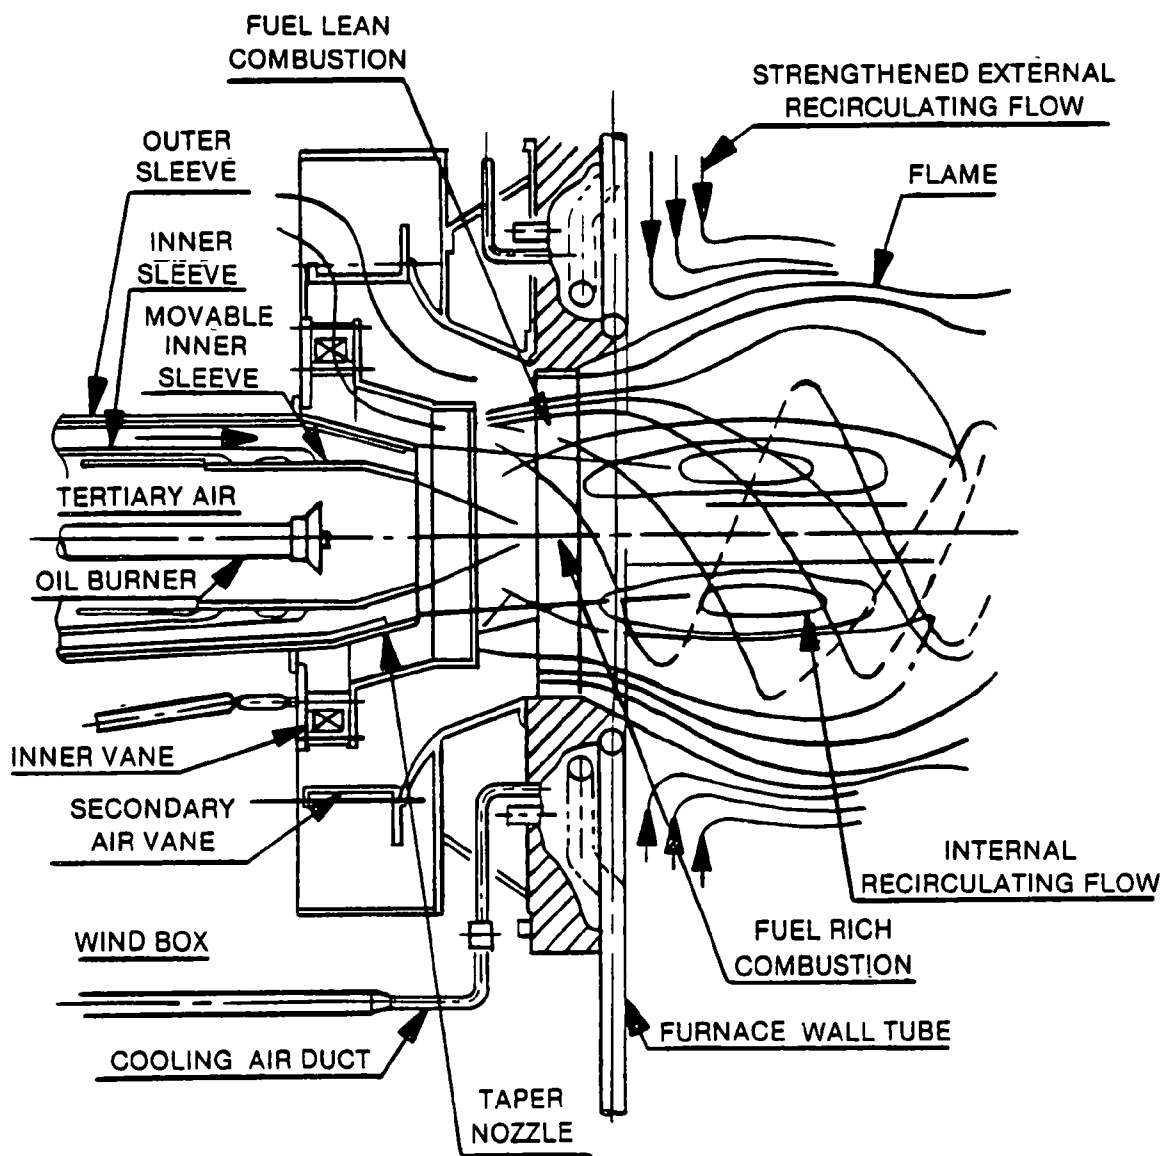 FUEL LEAN
COMBUSTION
STRENGTHENED EXTERNAL
RECIRCULATING FLOW
OUTER
SLEEVE
FLAME
INNER
SLEEVE
MOVABLE
INNER
SLEEVE
TERTIARY AIR
OIL BURNER
INNER VANE
SECONDARY
AIR VANE
INTERNAL
RECIRCULATING FLOW
WIND BOX
FUEL RICH
COMBUSTION
FURNACE WALL TUBE
COOLING AIR DUCT
TAPER
NOZZLE